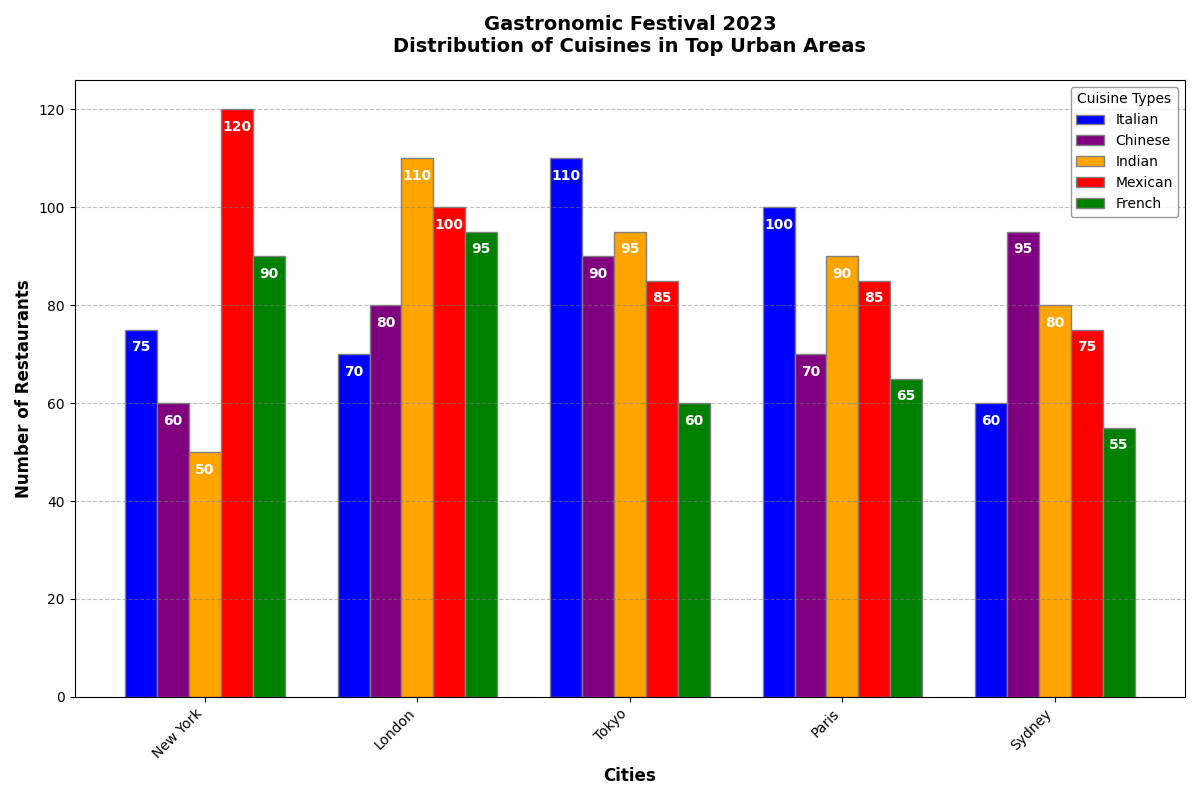 Gastronomic Festival 2023
Distribution of Cuisines in Top Urban Areas
Number of Restaurants
120
100
80
60
40
20
0
Cuisine Types
Italian
Chinese
Indian
Mexican
French
75
60
50
120
90
70
80
110
100
95
110
90
95
85
60
100
70
90
85
65
60
95
80
75
55
New York
London
Tokyo
Paris
Sydney
Cities